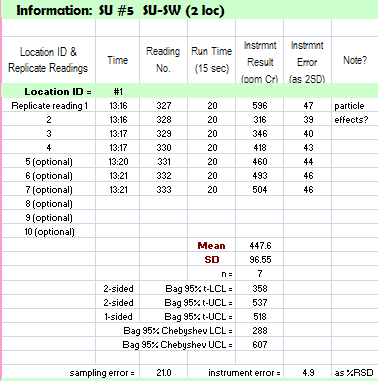 Information: SU #5 SU-SW (2 loc)
Location ID & Replicate Readings Time Reading No. Run Time (15 sec) Instrmnt Result (ppm Cr) Instrmnt Error (as 2SD) Note?
Location ID = #1
Replicate reading 1 13:16 327 20 596 47 particle
2 13:16 328 20 316 39 effects?
3 13:17 329 20 346 40
4 13:17 330 20 418 43
5 (optional) 13:20 331 20 460 44
6 (optional) 13:21 332 20 493 46
7 (optional) 13:21 333 20 504 46
8 (optional)
9 (optional)
10 (optional)
Mean 447.6
SD 96.55
n = 7
2-sided Bag 95% t-LCL = 358
2-sided Bag 95% t-UCL = 537
1-sided Bag 95% t-UCL = 518
Bag 95% Chebyshev LCL = 288
Bag 95% Chebyshev UCL = 607
sampling error = 21.0 instrument error = 4.9 as %RSD